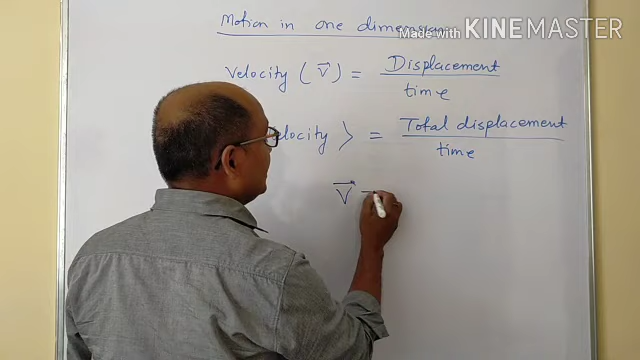 Motion in one dimension
Made with KINEMASTER
Velocity ( v⃗ ) = Displacement / time
elocity > = Total displacement / time
v⃗ =